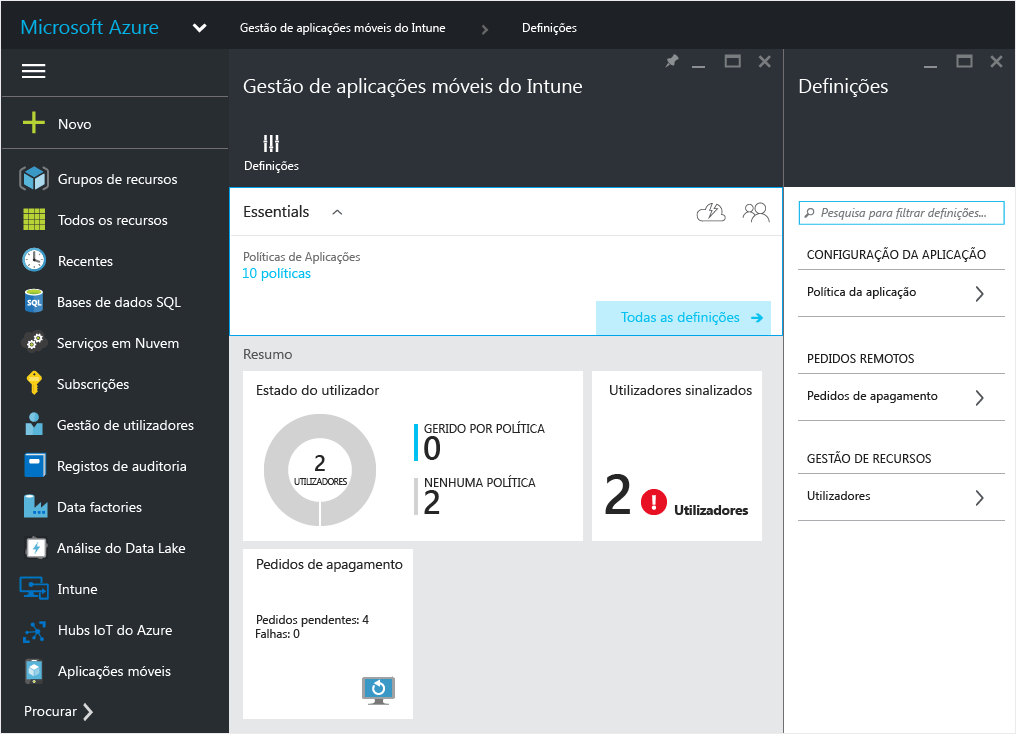 Microsoft Azure
Gestão de aplicações móveis do Intune
Definições
Novo
Grupos de recursos
Todos os recursos
Recentes
Bases de dados SQL
Serviços em Nuvem
Subscrições
Gestão de utilizadores
Registos de auditoria
Data factories
Análise do Data Lake
Intune
Hubs IoT do Azure
Aplicações móveis
Procurar
Gestão de aplicações móveis do Intune
Definições
Essentials
Políticas de Aplicações
10 políticas
Todas as definições
Resumo
Estado do utilizador
2
UTILIZADORES
GERIDO POR POLÍTICA
0
NENHUMA POLÍTICA
2
Utilizadores sinalizados
2
Utilizadores
Pedidos de apagamento
Pedidos pendentes: 4
Falhas: 0
Definições
Pesquisa para filtrar definições...
CONFIGURAÇÃO DA APLICAÇÃO
Política da aplicação
PEDIDOS REMOTOS
Pedidos de apagamento
GESTÃO DE RECURSOS
Utilizadores